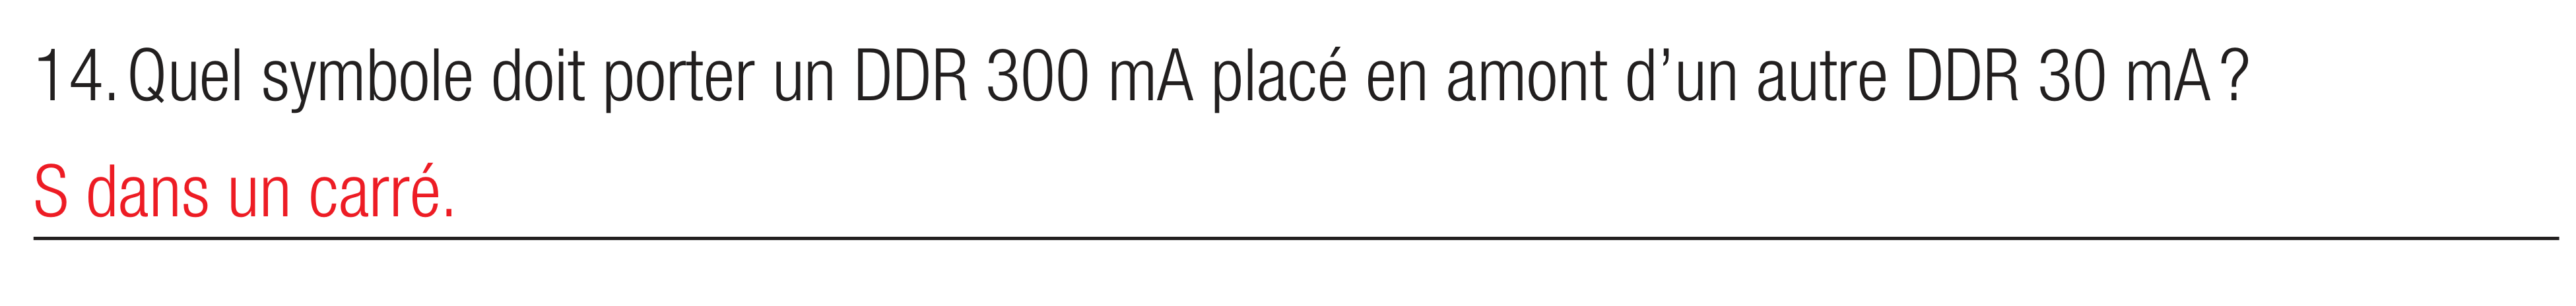 14. Quel symbole doit porter un DDR 300 mA placé en amont d’un autre DDR 30 mA ?
S dans un carré.